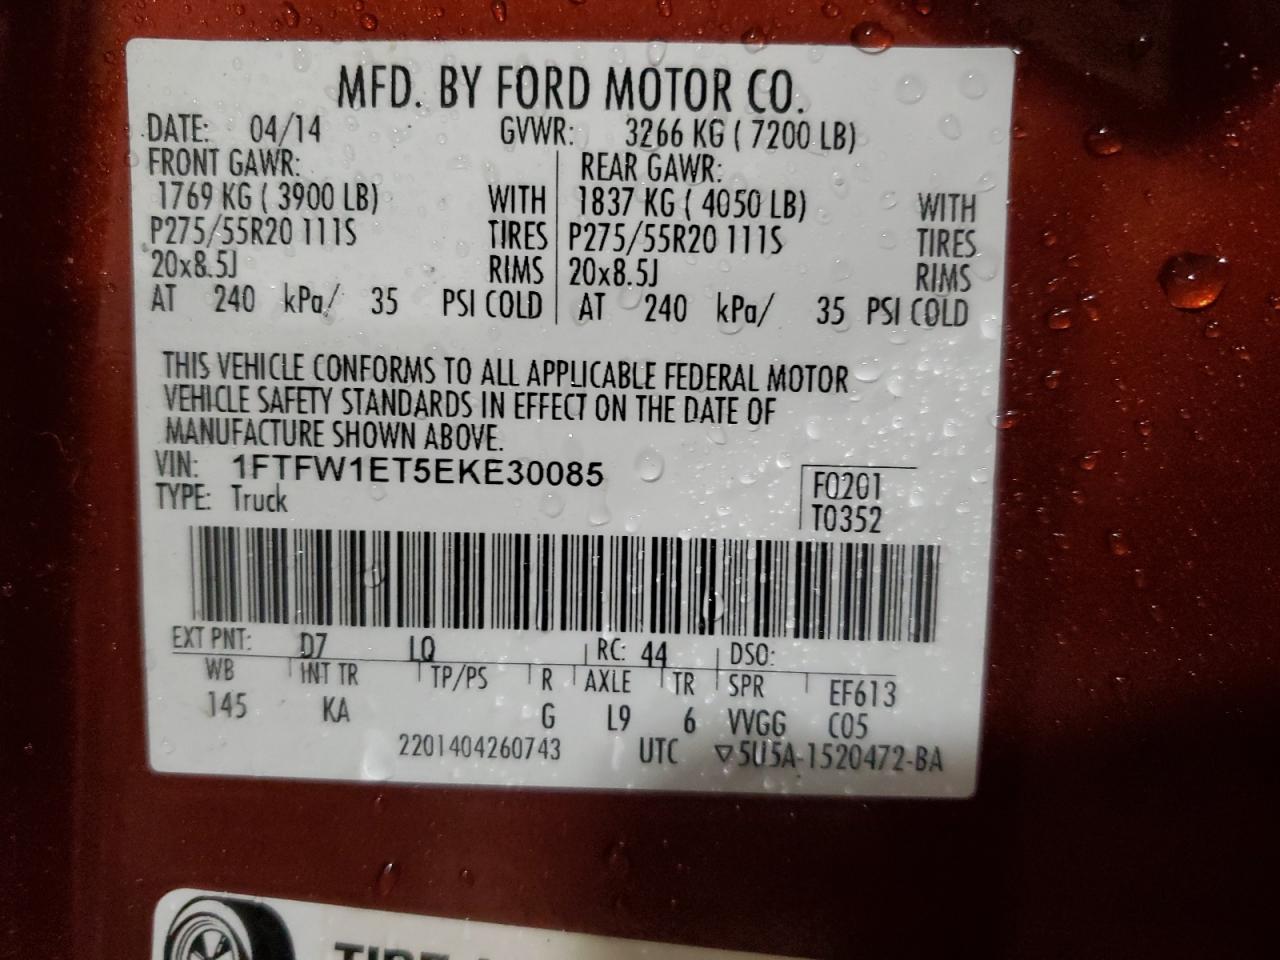 MFD. BY FORD MOTOR CO.
DATE: 04/14 GVWR: 3266 KG ( 7200 LB)
FRONT GAWR: REAR GAWR:
1769 KG ( 3900 LB) WITH 1837 KG ( 4050 LB) WITH
P275/55R20 111S TIRES P275/55R20 111S TIRES
20x8.5J RIMS 20x8.5J RIMS
AT 240 kPa/ 35 PSI COLD AT 240 kPa/ 35 PSI COLD
THIS VEHICLE CONFORMS TO ALL APPLICABLE FEDERAL MOTOR
VEHICLE SAFETY STANDARDS IN EFFECT ON THE DATE OF
MANUFACTURE SHOWN ABOVE.
VIN: 1FTFW1ET5EKE30085
TYPE: Truck
F0201
T0352
EXT PNT: D7 LQ RC: 44 DSO:
WB INT TR TP/PS R AXLE TR SPR EF613
145 KA G L9 6 VVGG C05
2201404260743 UTC ▽5U5A-1520472-BA
TIRE